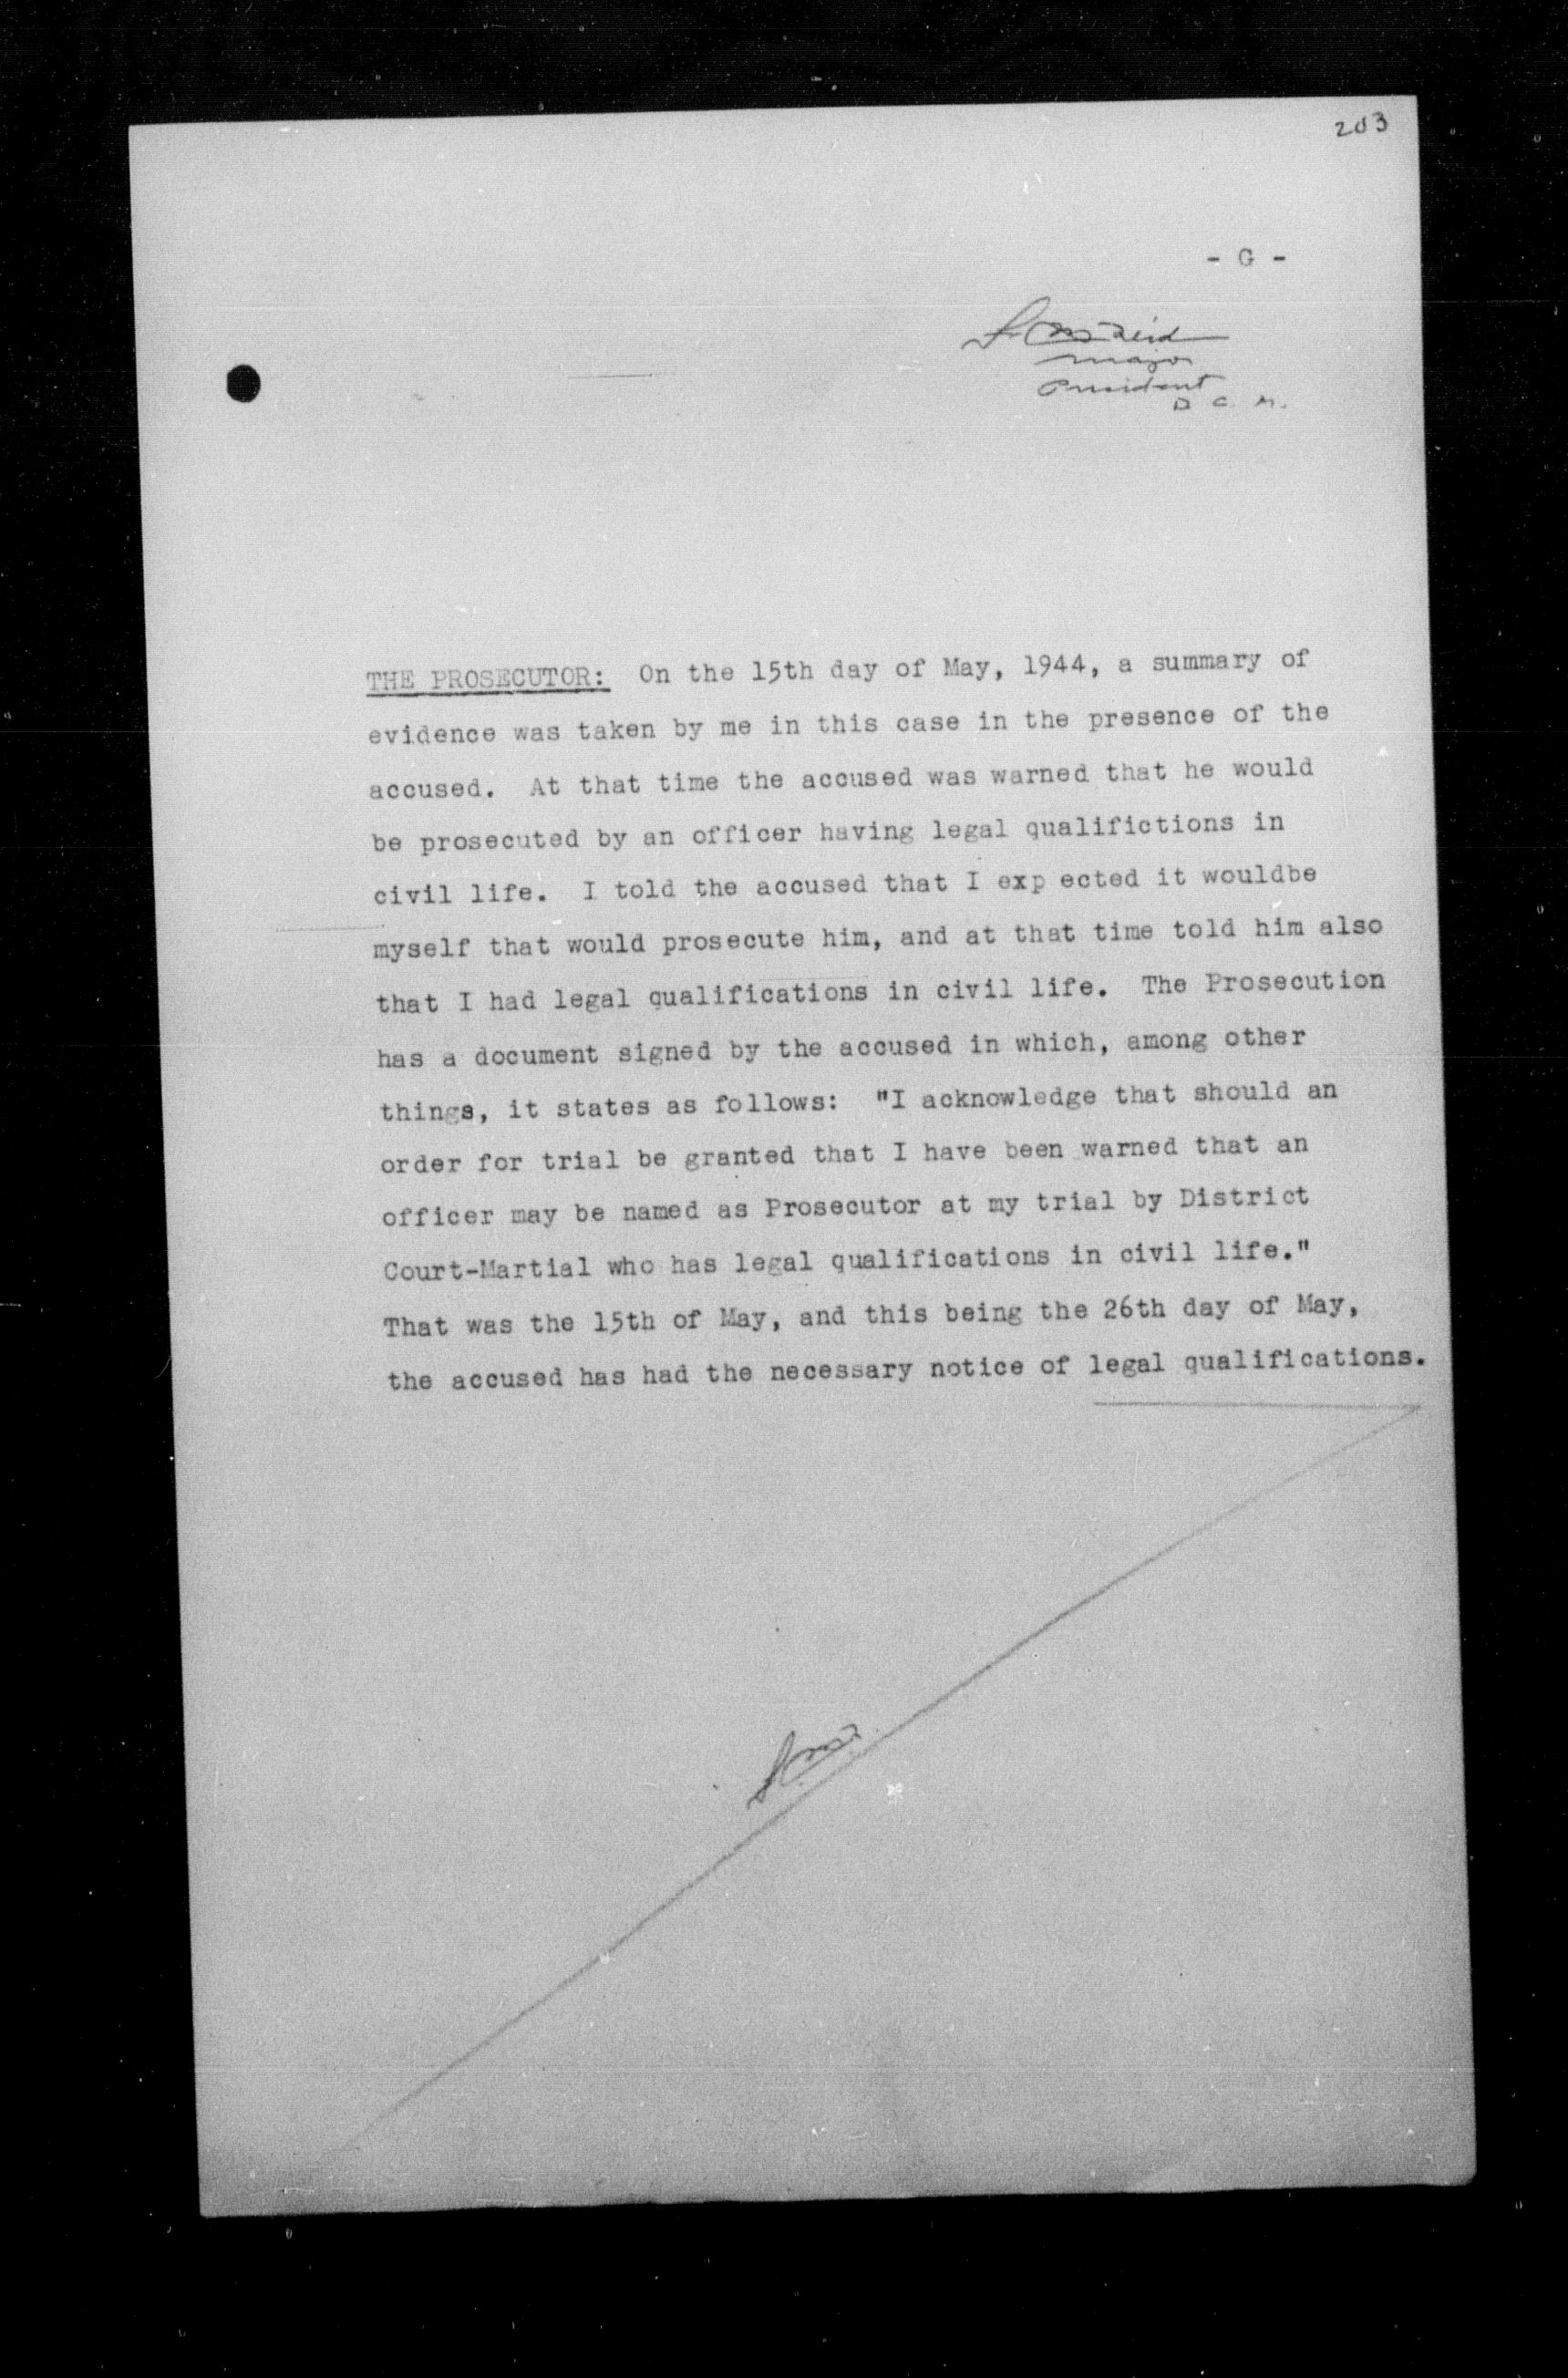 203
- G -
Major
President
D. C. M.
THE PROSECUTOR: On the 15th day of May, 1944, a summary of
evidence was taken by me in this case in the presence of the
accused. At that time the accused was warned that he would
be prosecuted by an officer having legal qualifictions in
civil life. I told the accused that I exp ected it wouldbe
myself that would prosecute him, and at that time told him also
that I had legal qualifications in civil life. The Prosecution
has a document signed by the accused in which, among other
things, it states as follows: "I acknowledge that should an
order for trial be granted that I have been warned that an
officer may be named as Prosecutor at my trial by District
Court-Martial who has legal qualifications in civil life."
That was the 15th of May, and this being the 26th day of May,
the accused has had the necessary notice of legal qualifications.